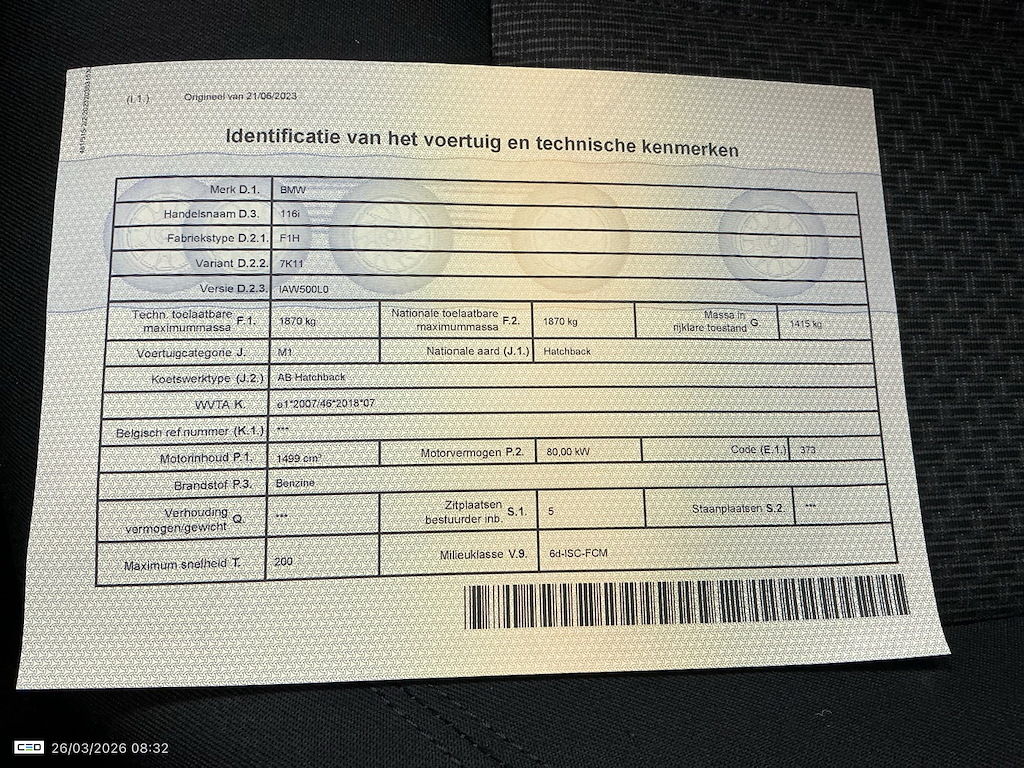 (I.1.) Origineel van 21/06/2023
Identificatie van het voertuig en technische kenmerken
Merk D.1. BMW
Handelsnaam D.3. 116i
Fabriekstype D.2.1. F1H
Variant D.2.2. 7K11
Versie D.2.3. IAW500L0
Techn. toelaatbare maximummassa F.1. 1870 kg Nationale toelaatbare maximummassa F.2. 1870 kg Massa in rijklare toestand G. 1415 kg
Voertuigcategorie J. M1 Nationale aard (J.1.) Hatchback
Koetswerktype (J.2.) AB Hatchback
WVTA K. e1*2007/46*2018*07
Belgisch ref.nummer (K.1.) ***
Motorinhoud P.1. 1499 cm³ Motorvermogen P.2. 80,00 kW Code (E.1.) 373
Brandstof P.3. Benzine
Verhouding vermogen/gewicht Q. *** Zitplaatsen bestuurder inb. S.1. 5 Staanplaatsen S.2. ***
Maximum snelheid T. 200 Milieuklasse V.9. 6d-ISC-FCM
CEO 26/03/2026 08:32